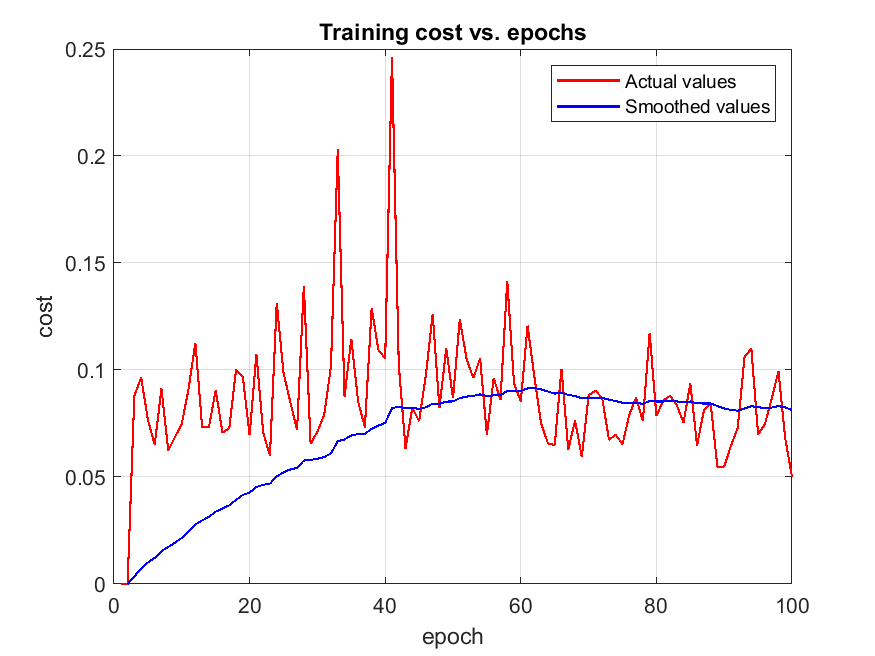 Training cost vs. epochs
0.25
Actual values
Smoothed values
0.2
0.15
cost
0.1
0.05
0
0 20 40 60 80 100
epoch